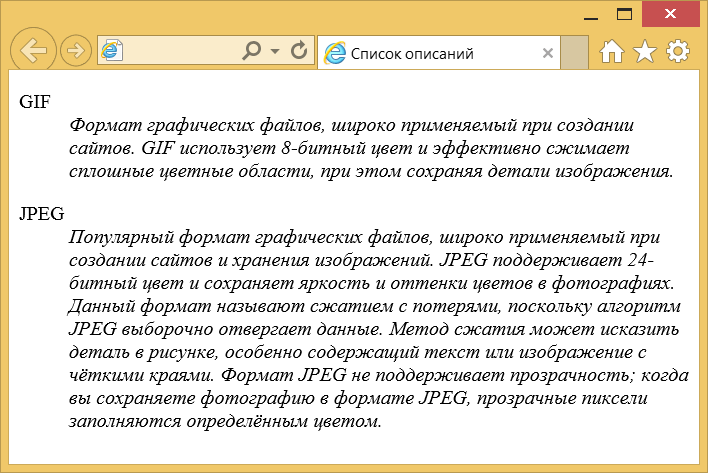 Список описаний
GIF
Формат графических файлов, широко применяемый при создании
сайтов. GIF использует 8-битный цвет и эффективно сжимает
сплошные цветные области, при этом сохраняя детали изображения.
JPEG
Популярный формат графических файлов, широко применяемый при
создании сайтов и хранения изображений. JPEG поддерживает 24-
битный цвет и сохраняет яркость и оттенки цветов в фотографиях.
Данный формат называют сжатием с потерями, поскольку алгоритм
JPEG выборочно отвергает данные. Метод сжатия может исказить
деталь в рисунке, особенно содержащий текст или изображение с
чёткими краями. Формат JPEG не поддерживает прозрачность; когда
вы сохраняете фотографию в формате JPEG, прозрачные пиксели
заполняются определённым цветом.